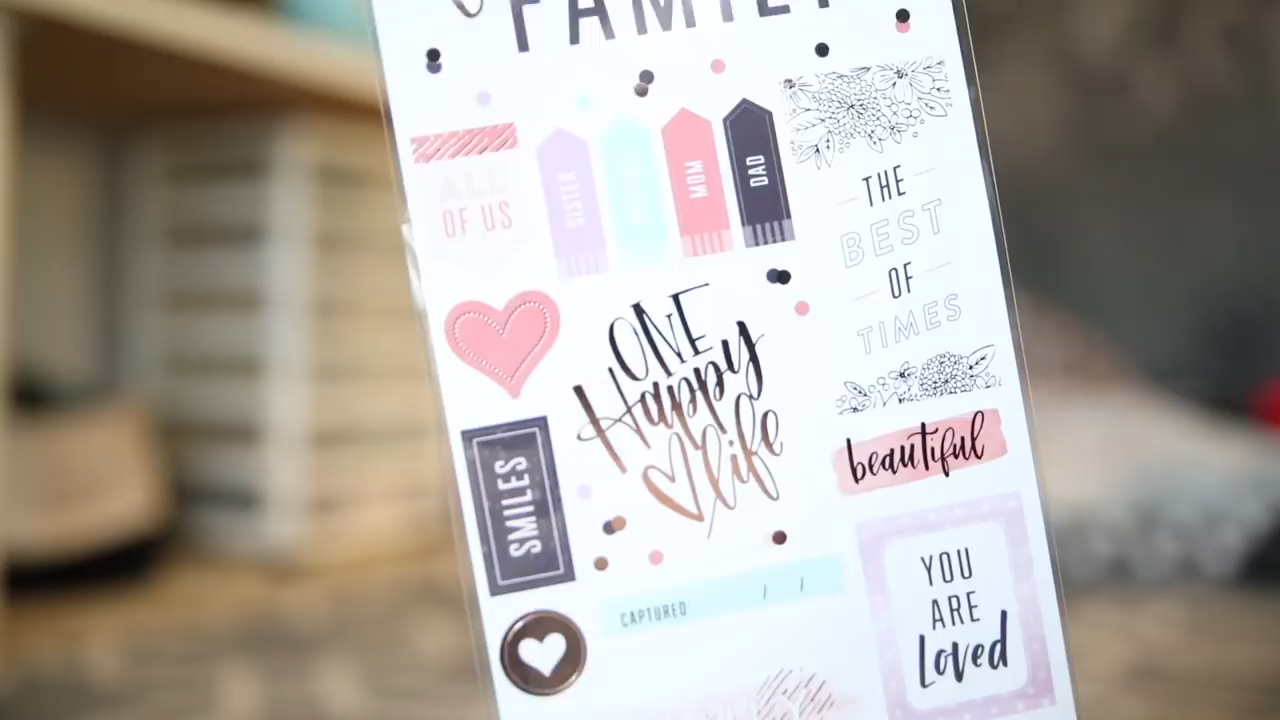 FAMILY
ALL
OF US
SISTER
MOM
DAD
THE
BEST
OF
TIMES
ONE
Happy
life
beautiful
SMILES
CAPTURED / /
YOU
ARE
Loved